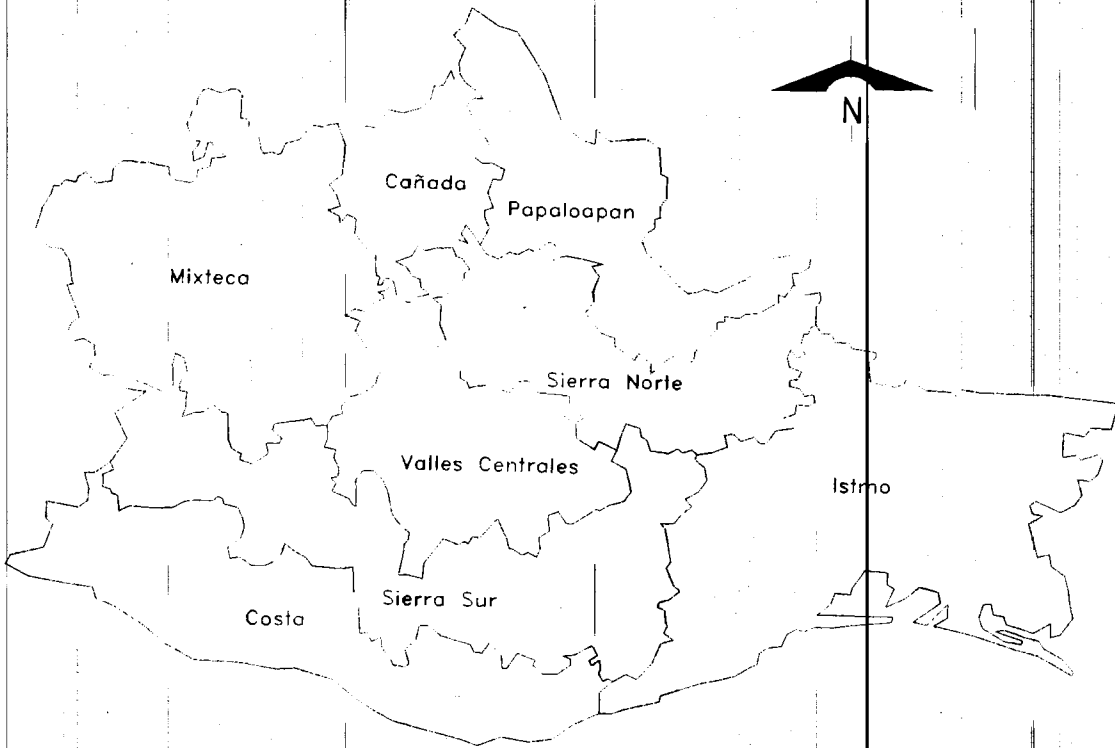 N
Cañada
Papaloapan
Mixteca
Sierra Norte
Valles Centrales
Istmo
Sierra Sur
Costa